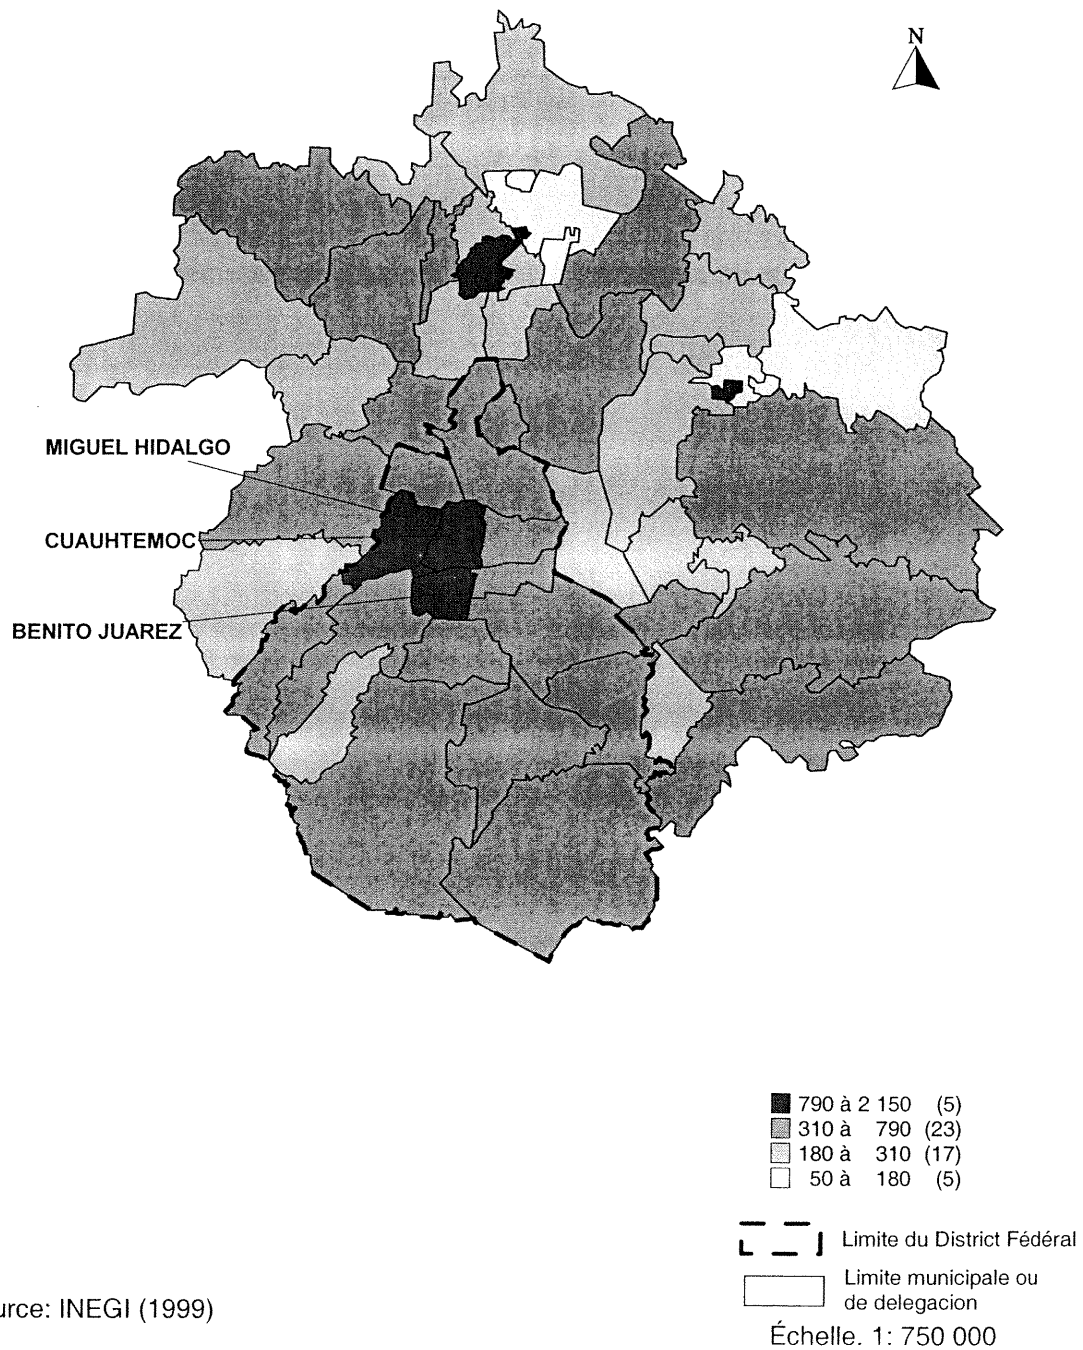 N
MIGUEL HIDALGO
CUAUHTEMOC
BENITO JUAREZ
790 à 2 150 (5)
310 à 790 (23)
180 à 310 (17)
50 à 180 (5)
Limite du District Fédéral
Limite municipale ou
de delegacion
Échelle. 1: 750 000
urce: INEGI (1999)